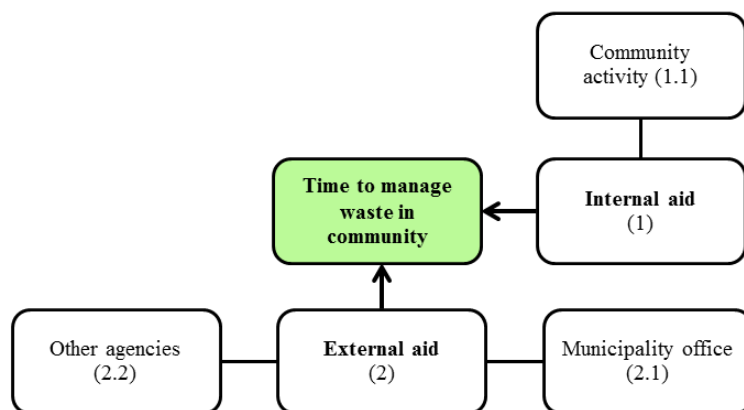 Community
activity (1.1)
Time to manage
waste in
community
Internal aid
(1)
Other agencies
(2.2)
External aid
(2)
Municipality office
(2.1)